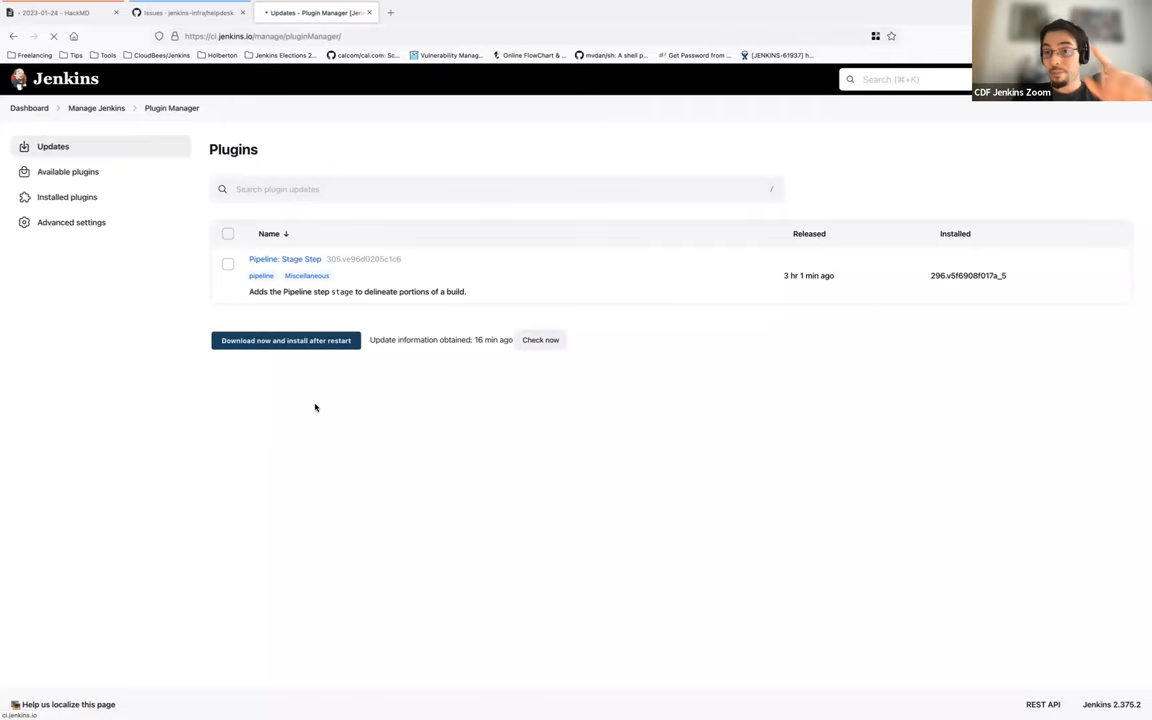 - 2023-01-24 - HackMD
Issues · jenkins-infra/helpdesk
Updates - Plugin Manager [Jen
https://ci.jenkins.io/manage/pluginManager/
Freelancing Tips Tools CloudBees/Jenkins Holberton Jenkins Elections 2... calcom/cal.com: Sc... Vulnerability Manag... Online FlowChart & ... mvdan/sh: A shell p... Get Password from ... [JENKINS-61937] h...
Jenkins
Search (⌘+K)
CDF Jenkins Zoom
Dashboard > Manage Jenkins > Plugin Manager
Updates
Available plugins
Installed plugins
Advanced settings
Plugins
Search plugin updates /
Name ↓ Released Installed
Pipeline: Stage Step 305.ve96d0205c1c6
pipeline Miscellaneous
3 hr 1 min ago 296.v5f6908f017a_5
Adds the Pipeline step stage to delineate portions of a build.
Download now and install after restart Update information obtained: 16 min ago Check now
Help us localize this page
REST API Jenkins 2.375.2
ci.jenkins.io